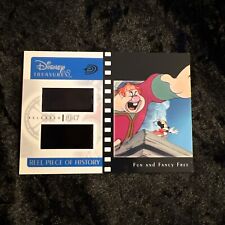 Disney
TREASURES
RELEASED 1947
REEL PIECE OF HISTORY
FUN AND FANCY FREE